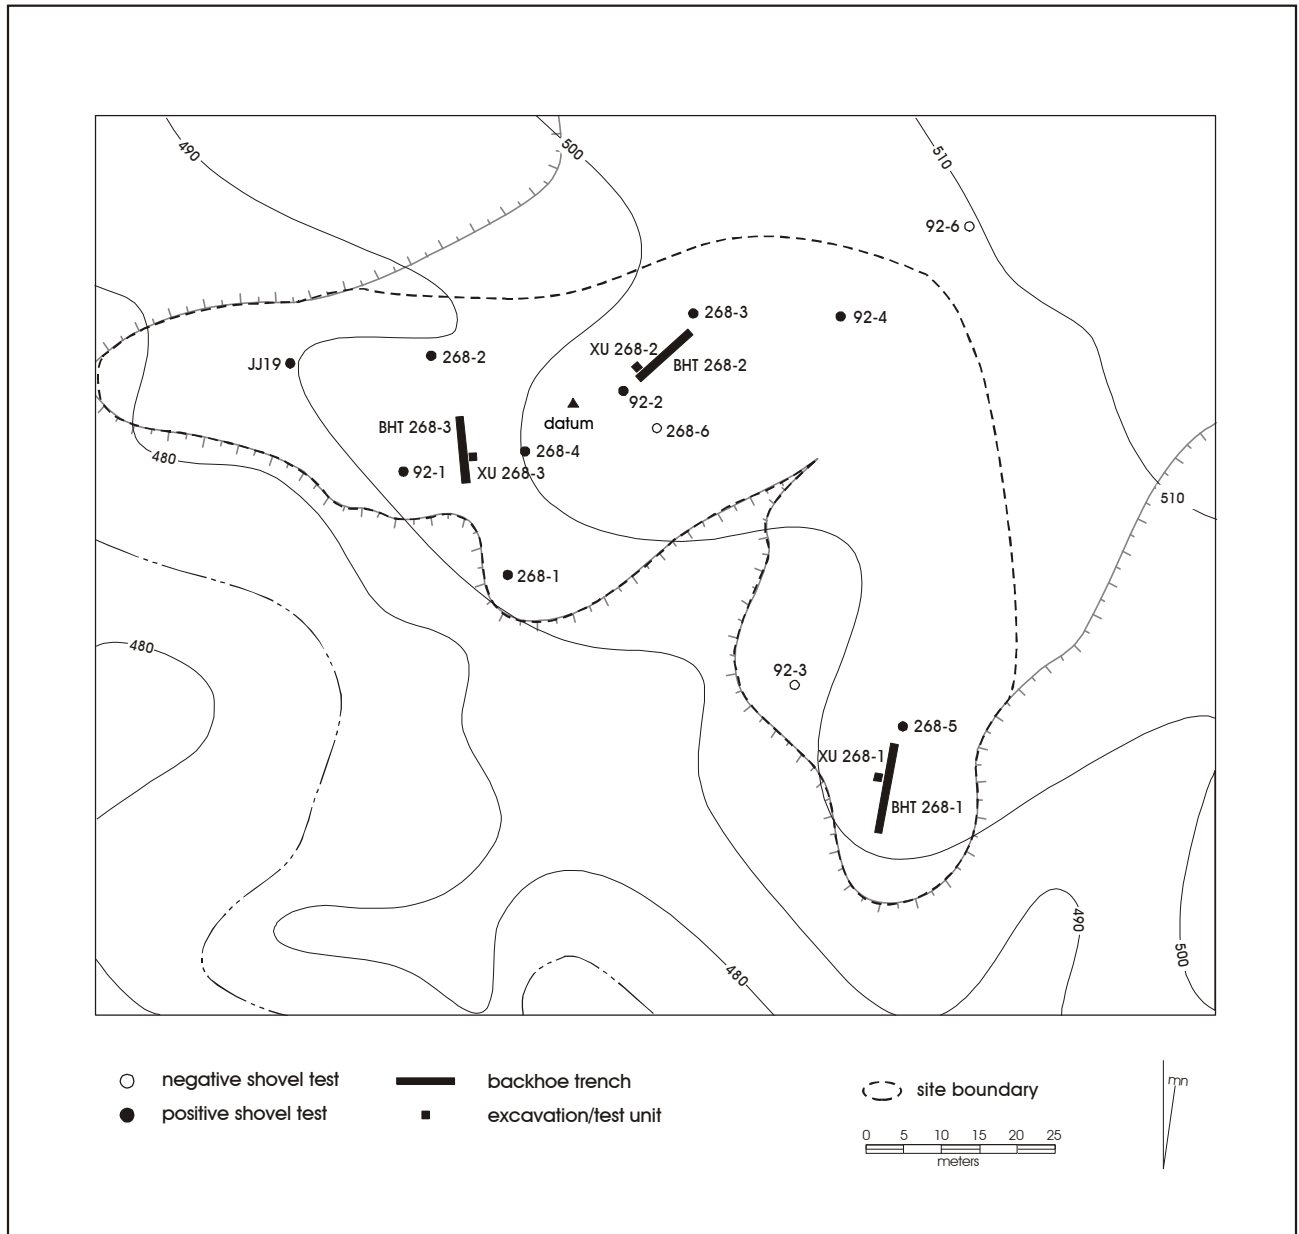 490
500
510
92-6
268-3
92-4
XU 268-2
JJ19
268-2
BHT 268-2
92-2
datum
BHT 268-3
268-6
268-4
480
92-1
XU 268-3
510
268-1
480
92-3
268-5
XU 268-1
BHT 268-1
490
500
480
negative shovel test
backhoe trench
site boundary
mn
positive shovel test
excavation/test unit
0 5 10 15 20 25
meters